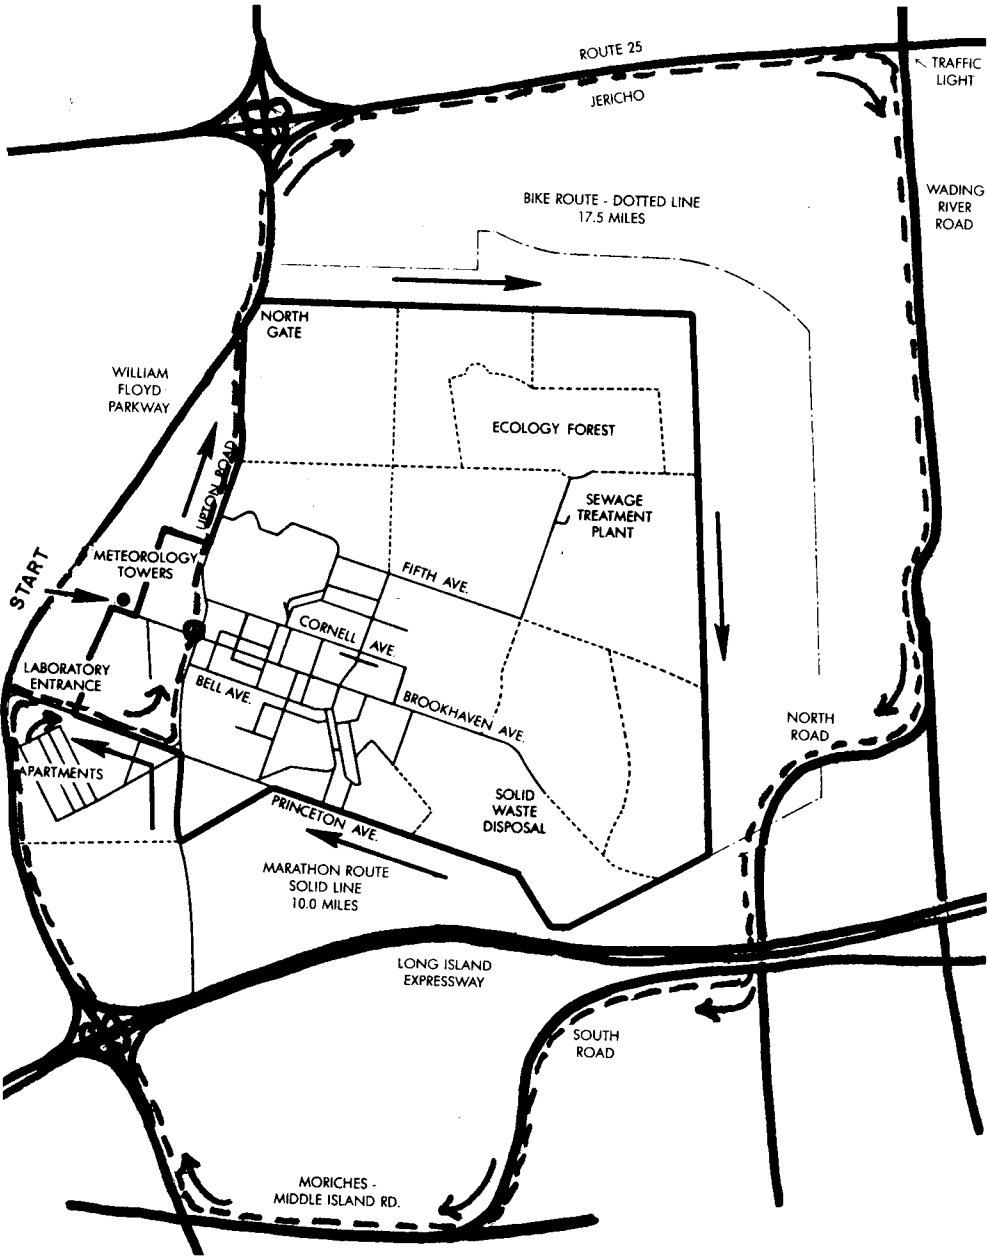 ROUTE 25
JERICHO
TRAFFIC
LIGHT
WADING
RIVER
ROAD
BIKE ROUTE - DOTTED LINE
17.5 MILES
NORTH
GATE
WILLIAM
FLOYD
PARKWAY
ECOLOGY FOREST
UPTON ROAD
SEWAGE
TREATMENT
PLANT
METEOROLOGY
TOWERS
START
FIFTH AVE.
CORNELL AVE.
LABORATORY
ENTRANCE
BELL AVE.
BROOKHAVEN AVE.
NORTH
ROAD
APARTMENTS
SOLID
WASTE
DISPOSAL
PRINCETON AVE.
MARATHON ROUTE
SOLID LINE
10.0 MILES
LONG ISLAND
EXPRESSWAY
SOUTH
ROAD
MORICHES -
MIDDLE ISLAND RD.